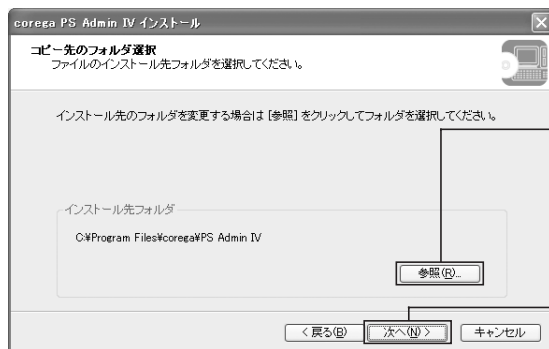 corega PS Admin IV インストール
コピー先のフォルダ選択
ファイルのインストール先フォルダを選択してください。
インストール先のフォルダを変更する場合は [参照] をクリックしてフォルダを選択してください。
インストール先フォルダ
C:¥Program Files¥corega¥PS Admin IV
参照(R)...
< 戻る(B)
次へ(N) >
キャンセル